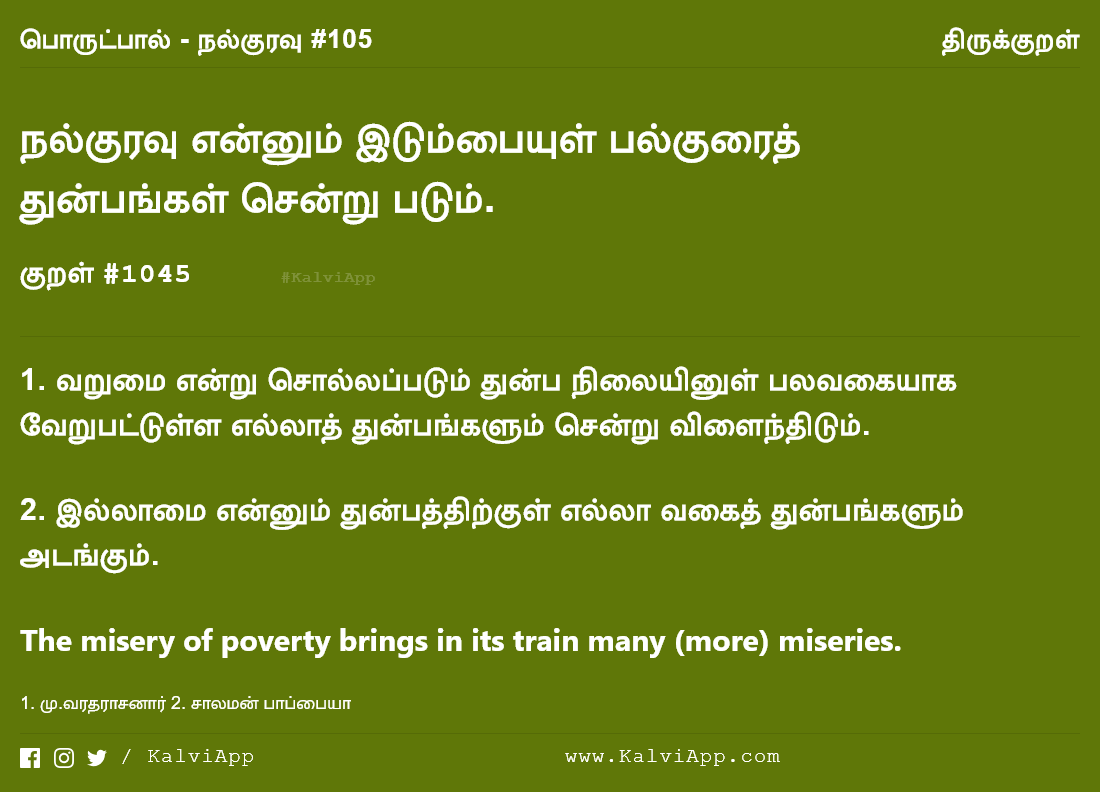 பொருட்பால் - நல்குரவு #105
திருக்குறள்
நல்குரவு என்னும் இடும்பையுள் பல்குரைத்
துன்பங்கள் சென்று படும்.
குறள் #1045
#KalviApp
1. வறுமை என்று சொல்லப்படும் துன்ப நிலையினுள் பலவகையாக
வேறுபட்டுள்ள எல்லாத் துன்பங்களும் சென்று விளைந்திடும்.
2. இல்லாமை என்னும் துன்பத்திற்குள் எல்லா வகைத் துன்பங்களும்
அடங்கும்.
The misery of poverty brings in its train many (more) miseries.
1. மு.வரதராசனார் 2. சாலமன் பாப்பையா
/ KalviApp
www.KalviApp.com